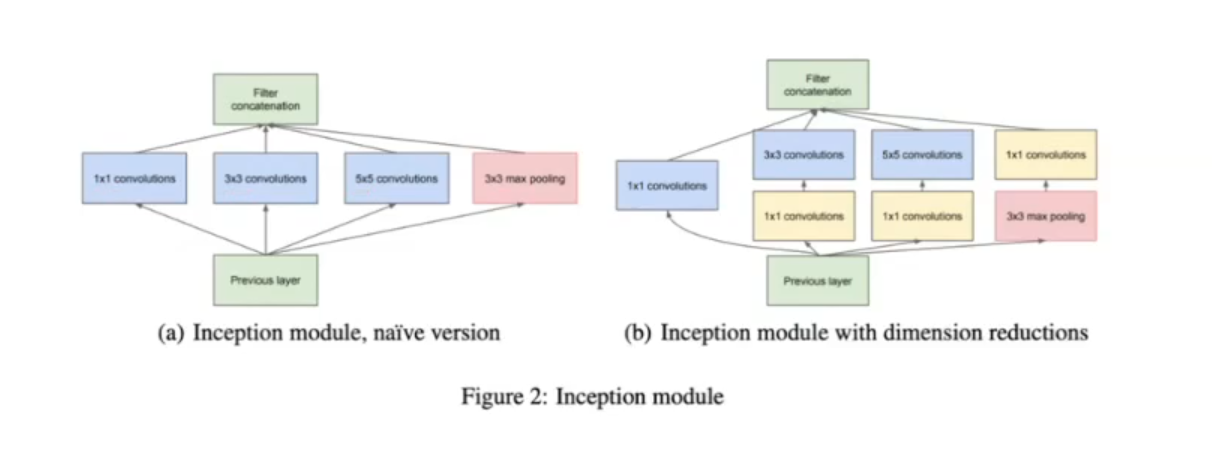 Filter
concatenation
1x1 convolutions
3x3 convolutions
5x5 convolutions
3x3 max pooling
Previous layer
(a) Inception module, naïve version
Filter
concatenation
3x3 convolutions
5x5 convolutions
1x1 convolutions
1x1 convolutions
1x1 convolutions
1x1 convolutions
3x3 max pooling
Previous layer
(b) Inception module with dimension reductions
Figure 2: Inception module